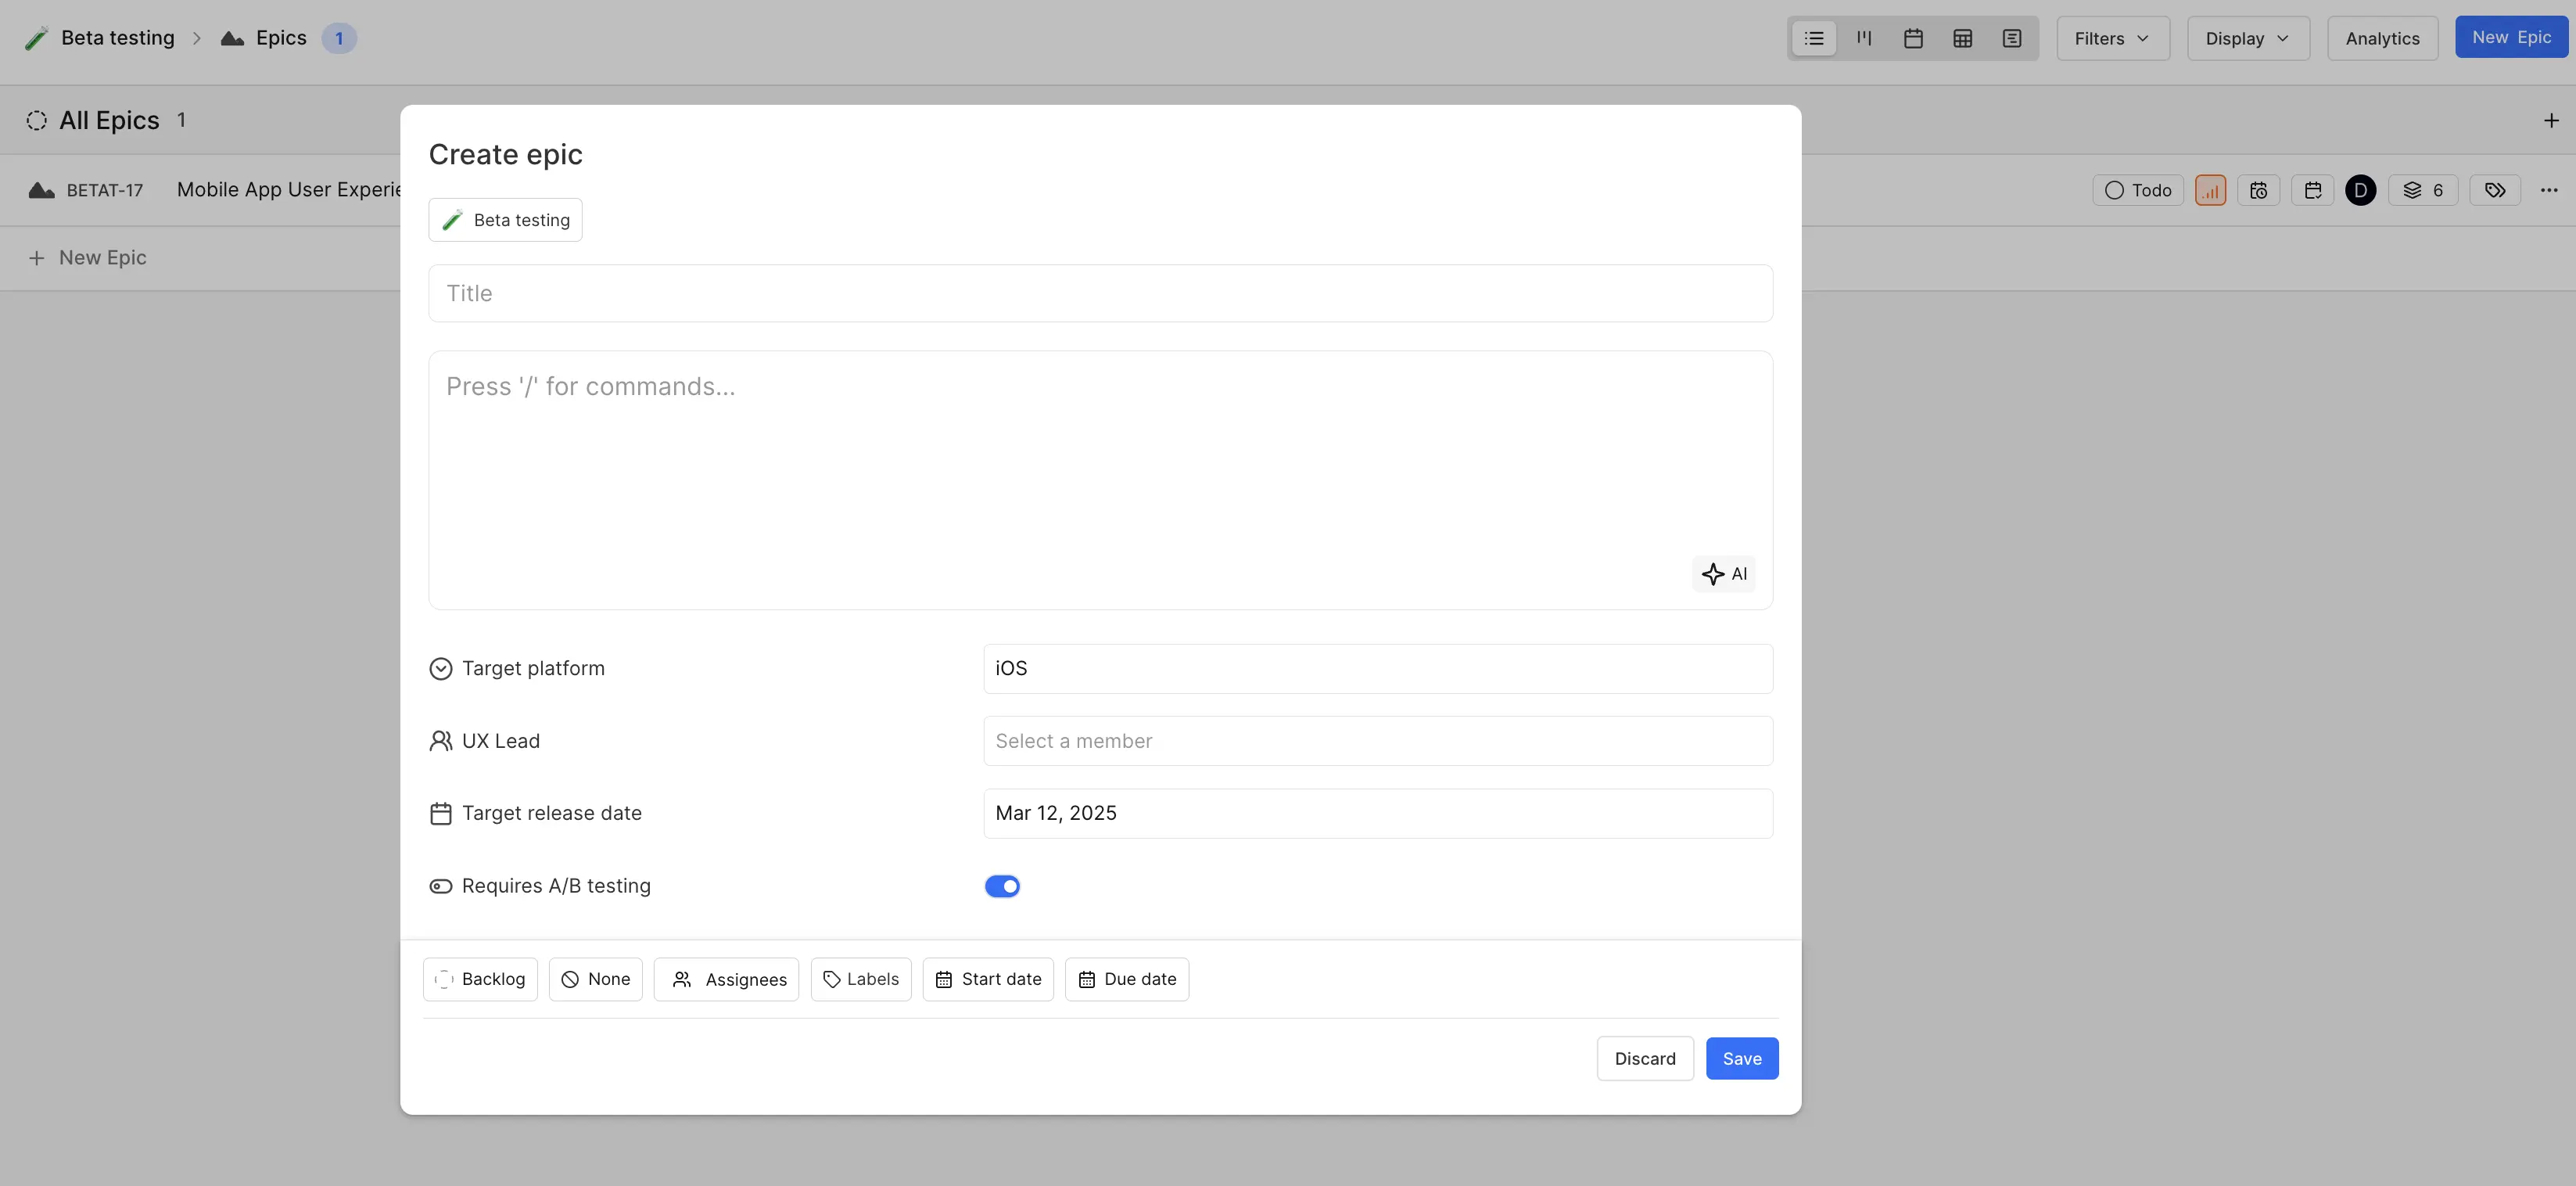 Beta testing > Epics 1
Filters Display Analytics New Epic
All Epics 1
BETAT-17 Mobile App User Experie
Todo D 6
New Epic
Create epic
Beta testing
Title
Press '/' for commands...
AI
Target platform iOS
UX Lead Select a member
Target release date Mar 12, 2025
Requires A/B testing
Backlog None Assignees Labels Start date Due date
Discard Save